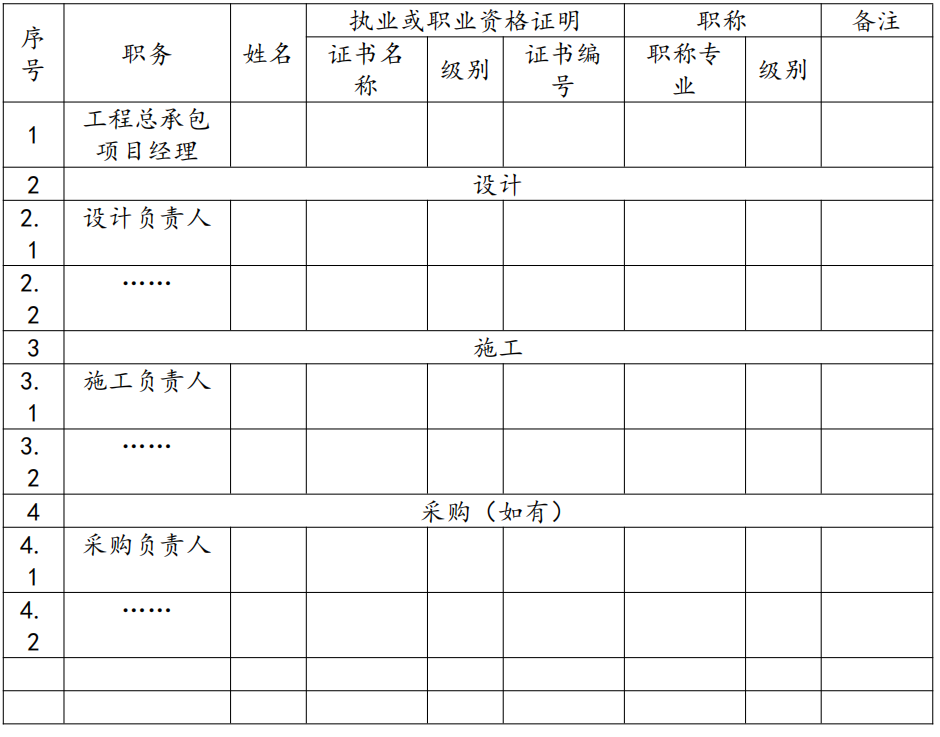 序号
职务
姓名
执业或职业资格证明
职称
备注
证书名称
级别
证书编号
职称专业
级别
1
工程总承包
项目经理
2
设计
2.1
设计负责人
2.2
……
3
施工
3.1
施工负责人
3.2
……
4
采购（如有）
4.1
采购负责人
4.2
……